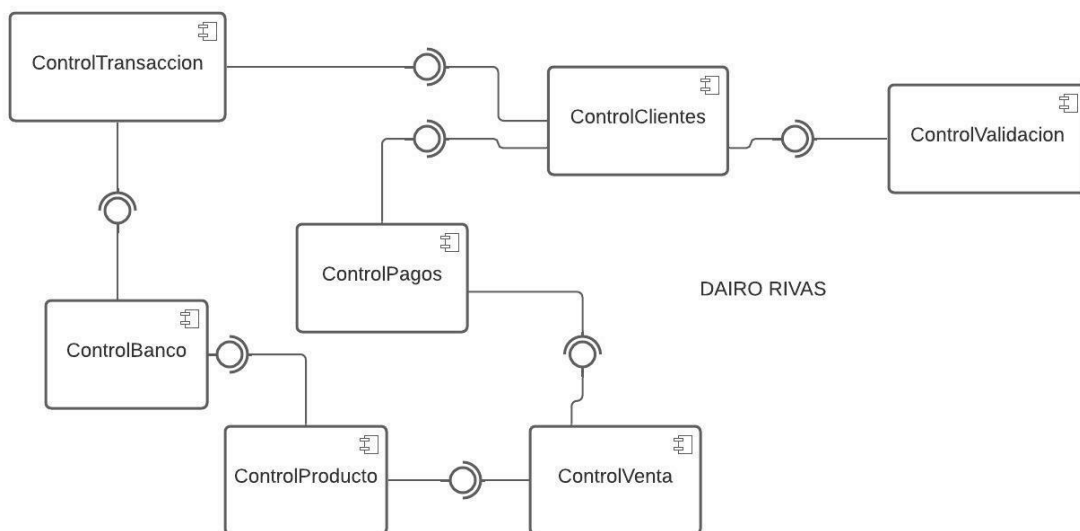 ControlTransaccion
ControlClientes
ControlValidacion
ControlPagos
DAIRO RIVAS
ControlBanco
ControlProducto
ControlVenta